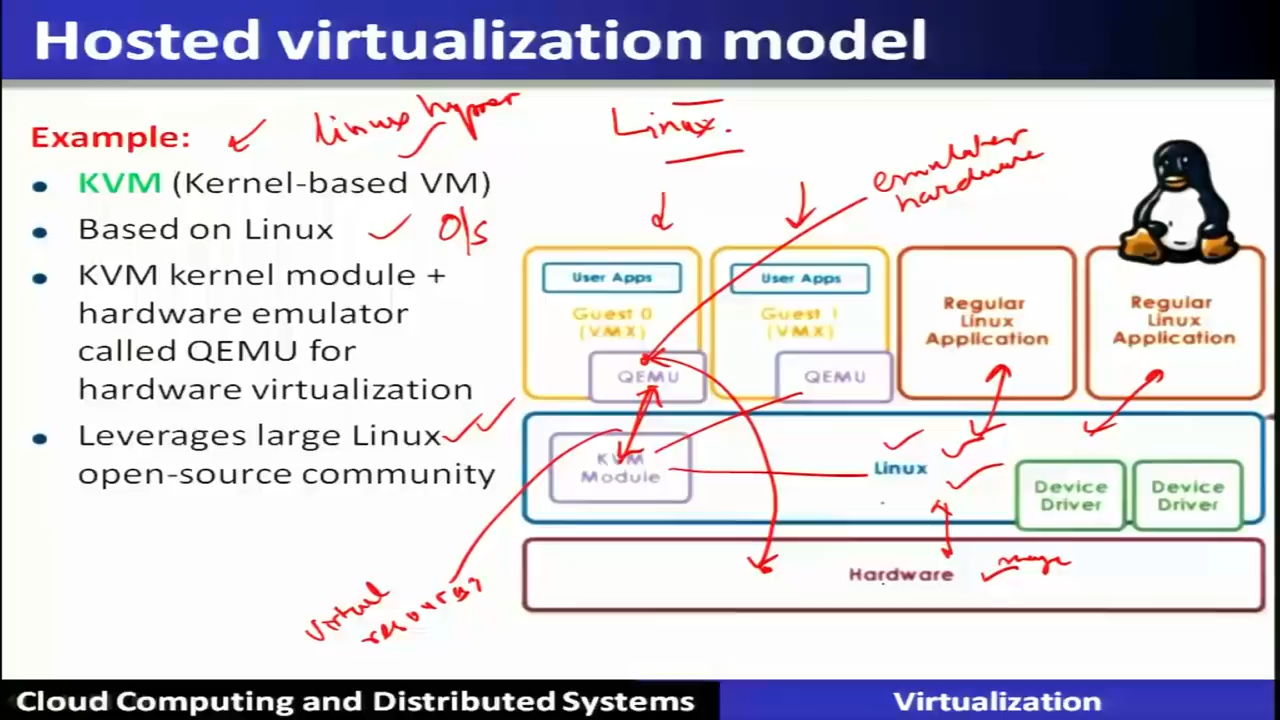 Hosted virtualization model
Example:
linux hyper
Linux.
KVM (Kernel-based VM)
Based on Linux
O/s
KVM kernel module +
hardware emulator
called QEMU for
hardware virtualization
Leverages large Linux
open-source community
emulater
hardware
User Apps
Guest 0
(VMX)
QEMU
User Apps
Guest 1
(VMX)
QEMU
Regular
Linux
Application
Regular
Linux
Application
KVM
Module
Linux
Device
Driver
Device
Driver
Hardware
virtual
Cloud Computing and Distributed Systems
Virtualization